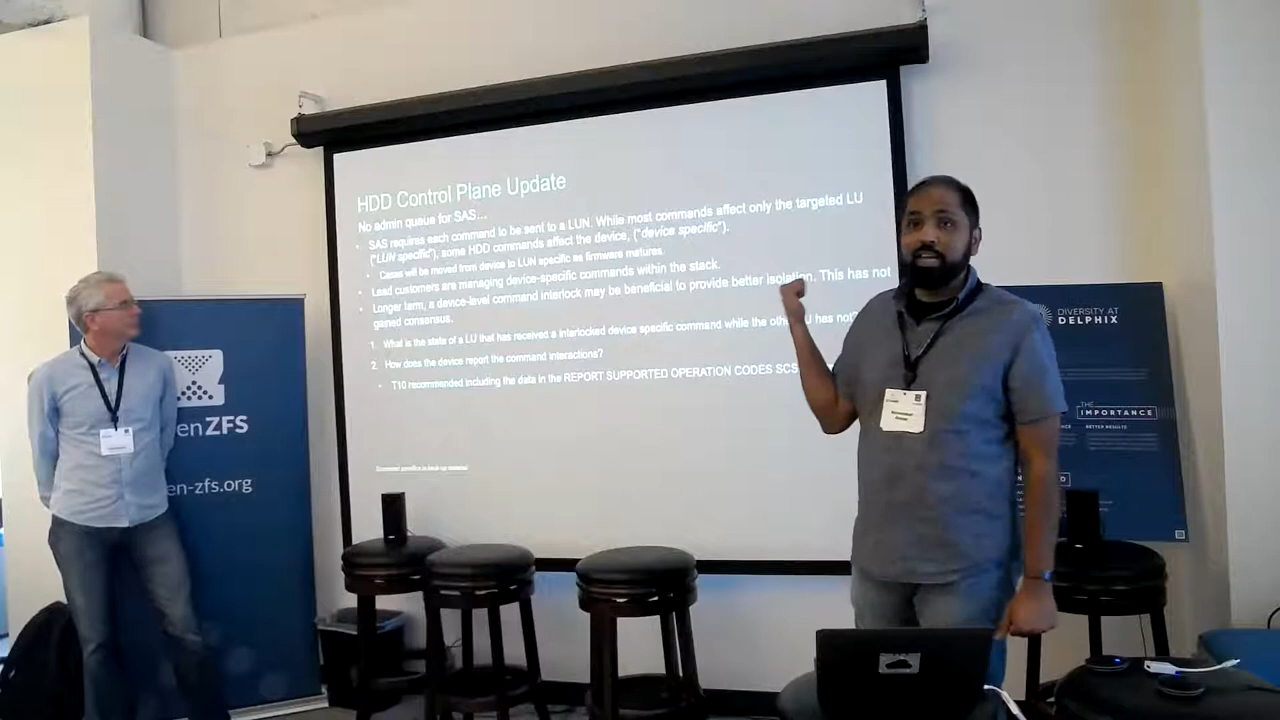 HDD Control Plane Update
No admin queue for SAS…
• SAS requires each command to be sent to a LUN. While most commands affect only the targeted LU
("LUN specific"), some HDD commands affect the device, ("device specific").
• Cases will be moved from device to LUN specific as firmware matures.
• Lead customers are managing device-specific commands within the stack.
• Longer term, a device-level command interlock may be beneficial to provide better isolation. This has not
gained consensus.
1. What is the state of a LU that has received a interlocked device specific command while the other LU has not?
2. How does the device report the command interactions?
• T10 recommended including the data in the REPORT SUPPORTED OPERATION CODES SCS
enZFS
en-zfs.org
DIVERSITY AT
DELPHIX
THE
IMPORTANCE
BETTER RESULTS